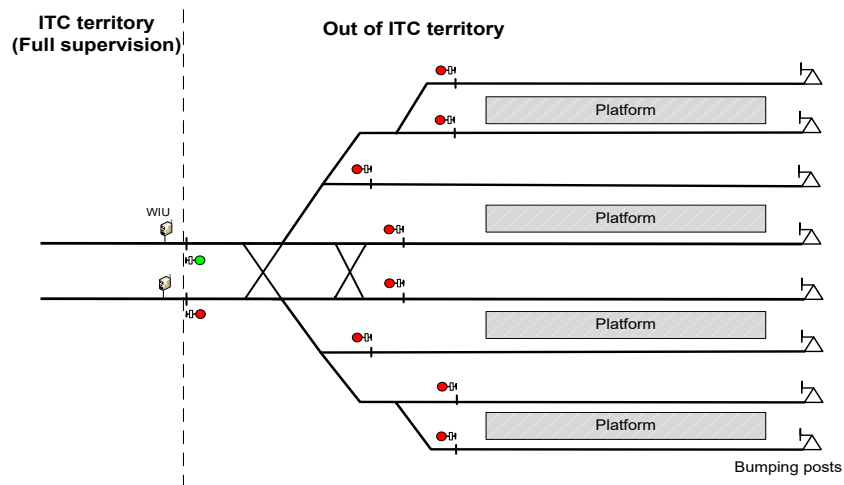 ITC territory
(Full supervision)
Out of ITC territory
Platform
WIU
Platform
Platform
Platform
Bumping posts